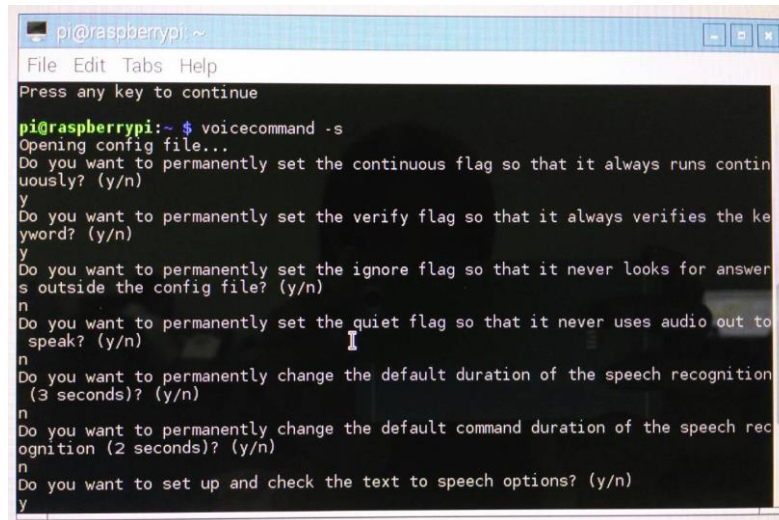 pi@raspberrypi: ~
File Edit Tabs Help
Press any key to continue
pi@raspberrypi:~ $ voicecommand -s
Opening config file...
Do you want to permanently set the continuous flag so that it always runs contin
uously? (y/n)
y
Do you want to permanently set the verify flag so that it always verifies the ke
yword? (y/n)
y
Do you want to permanently set the ignore flag so that it never looks for answer
s outside the config file? (y/n)
n
Do you want to permanently set the quiet flag so that it never uses audio out to
 speak? (y/n)
n
Do you want to permanently change the default duration of the speech recognition
 (3 seconds)? (y/n)
n
Do you want to permanently change the default command duration of the speech rec
ognition (2 seconds)? (y/n)
n
Do you want to set up and check the text to speech options? (y/n)
y